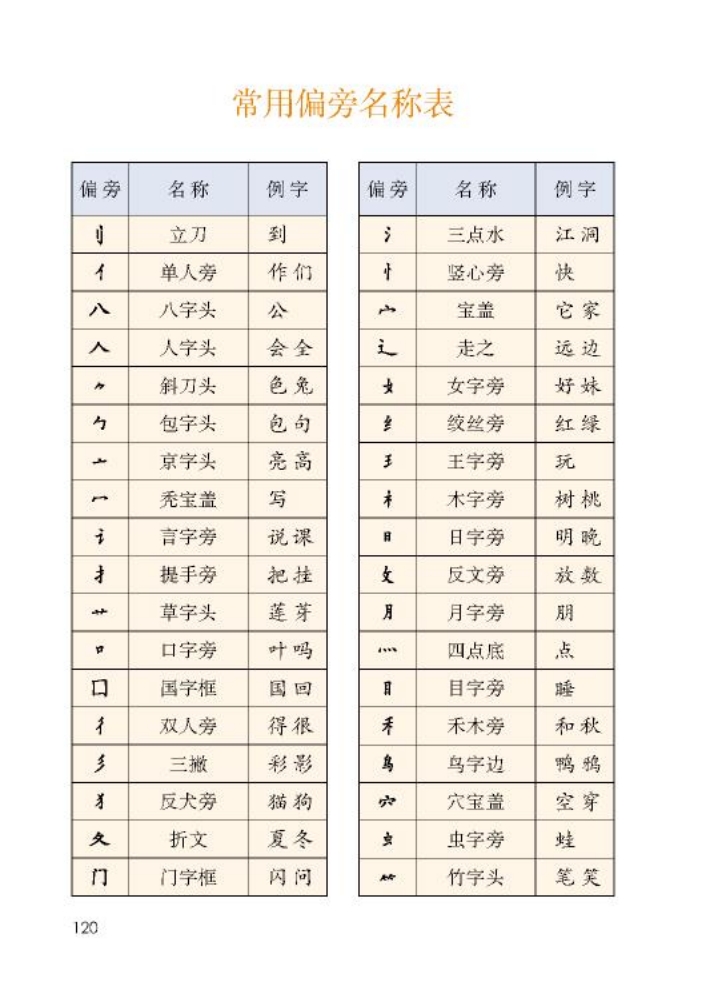 常用偏旁名称表
偏旁 名称 例字
刂 立刀 到
亻 单人旁 作 们
八 八字头 公
人 人字头 会 全
⺈ 斜刀头 色 兔
勹 包字头 包 句
亠 京字头 亮 高
冖 秃宝盖 写
讠 言字旁 说 课
扌 提手旁 把 挂
艹 草字头 莲 芽
口 口字旁 叶 吗
囗 国字框 国 回
彳 双人旁 得 很
彡 三撇 彩 影
犭 反犬旁 猫 狗
夂 折文 夏 冬
门 门字框 闪 问
偏旁 名称 例字
氵 三点水 江 洞
忄 竖心旁 快
宀 宝盖 它 家
辶 走之 远 边
女 女字旁 好 妹
纟 绞丝旁 红 绿
王 王字旁 玩
木 木字旁 树 桃
日 日字旁 明 晚
攵 反文旁 放 数
月 月字旁 朋
灬 四点底 点
目 目字旁 睡
禾 禾木旁 和 秋
鸟 鸟字边 鸭 鸦
穴 穴宝盖 空 穿
虫 虫字旁 蛙
⺮ 竹字头 笔 笑
120